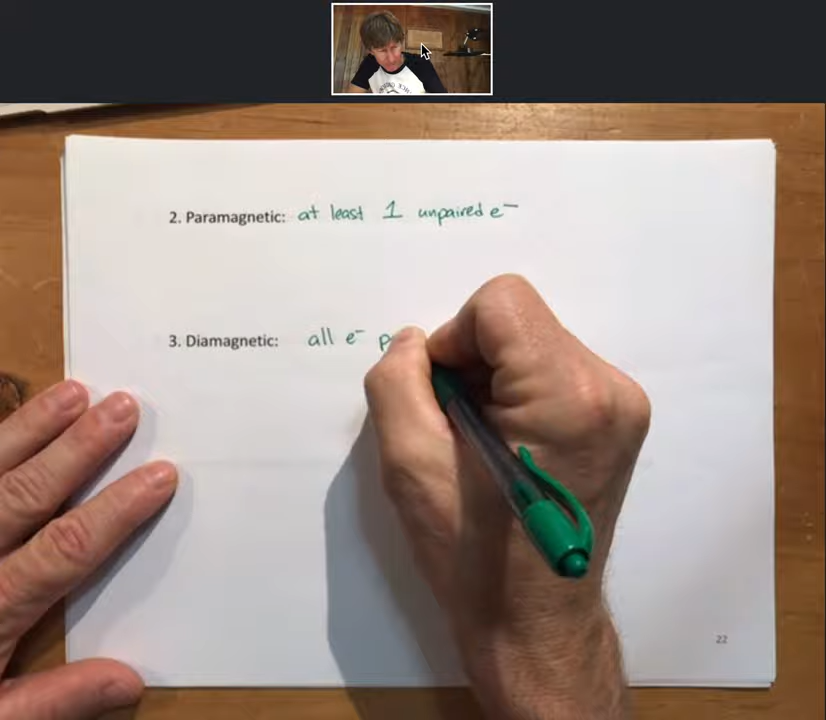 2. Paramagnetic: at least 1 unpaired e⁻
3. Diamagnetic: all e⁻ p
22